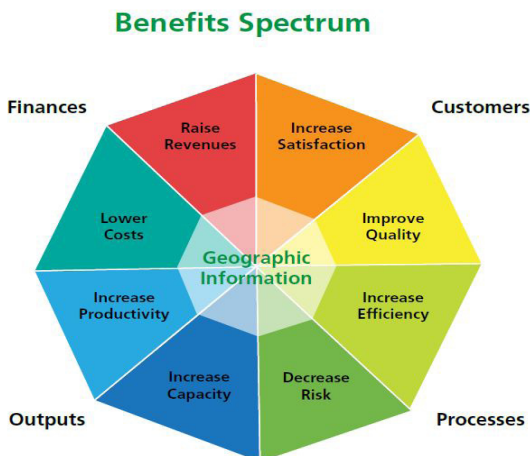 Benefits Spectrum
Finances
Customers
Raise
Revenues
Increase
Satisfaction
Lower
Costs
Improve
Quality
Geographic
Information
Increase
Productivity
Increase
Efficiency
Increase
Capacity
Decrease
Risk
Outputs
Processes